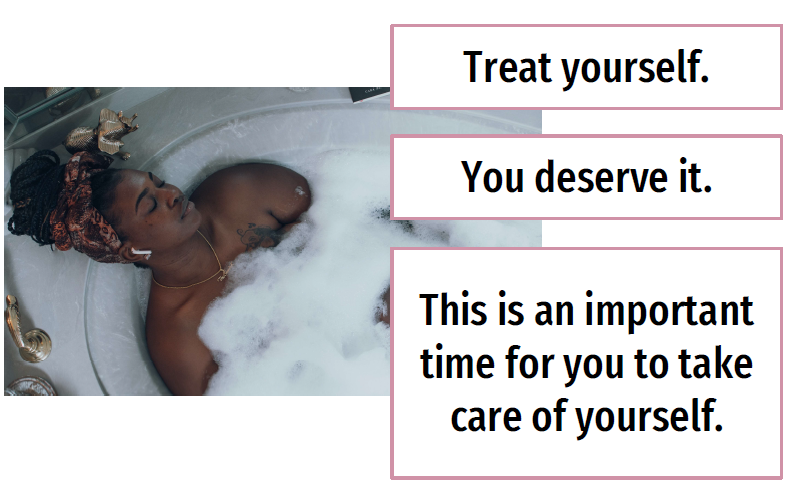 Treat yourself.
You deserve it.
This is an important
time for you to take
care of yourself.